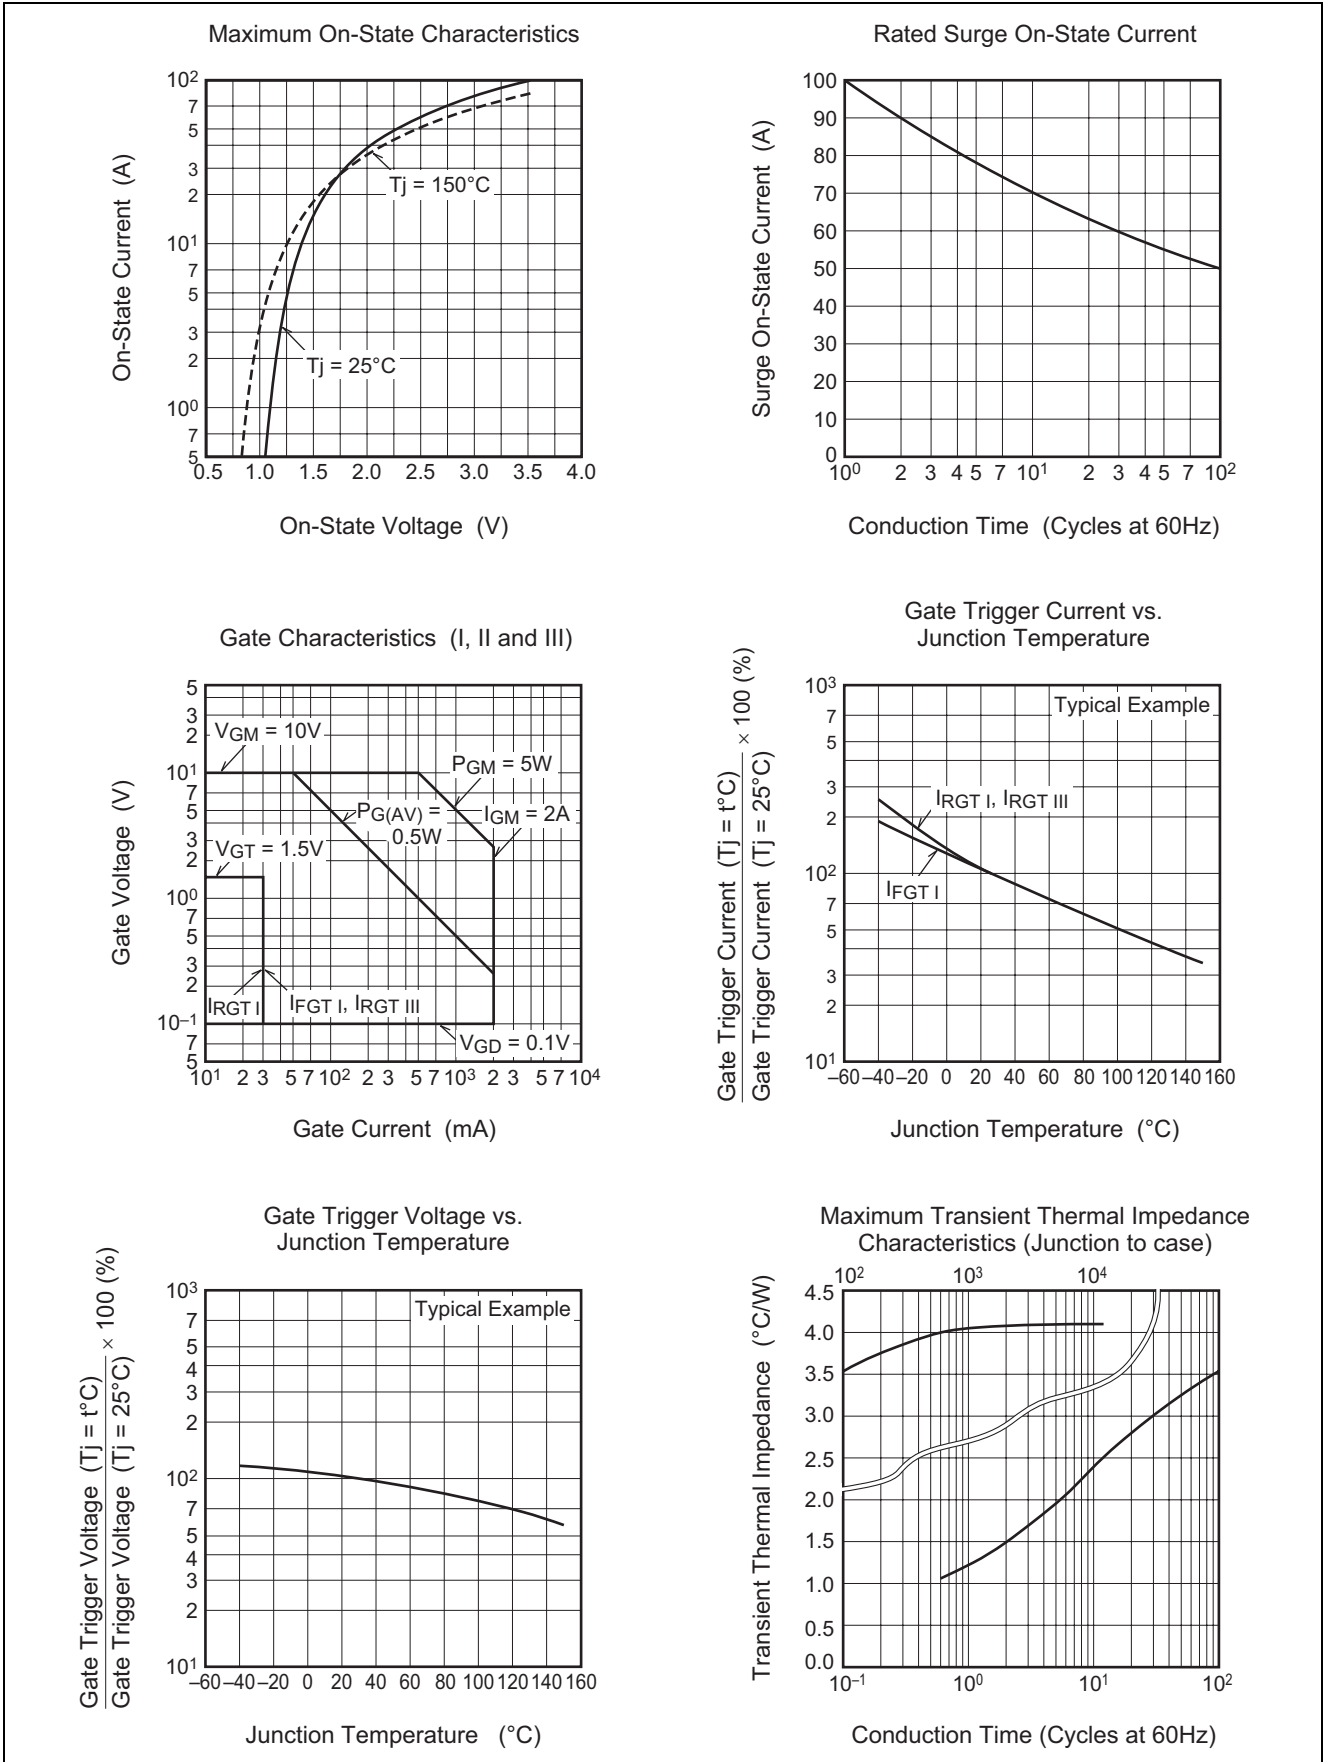 Maximum On-State Characteristics
On-State Current (A)
10²
7
5
3
2
10¹
7
5
3
2
10⁰
7
5
Tj = 150°C
Tj = 25°C
0.5 1.0 1.5 2.0 2.5 3.0 3.5 4.0
On-State Voltage (V)
Rated Surge On-State Current
Surge On-State Current (A)
100
90
80
70
60
50
40
30
20
10
0
10⁰ 2 3 4 5 7 10¹ 2 3 4 5 7 10²
Conduction Time (Cycles at 60Hz)
Gate Characteristics (I, II and III)
Gate Voltage (V)
5
3
2
10¹
7
5
3
2
10⁰
7
5
3
2
10⁻¹
7
5
VGM = 10V
PGM = 5W
PG(AV) =
0.5W
IGM = 2A
VGT = 1.5V
IRGT I
IFGT I, IRGT III
VGD = 0.1V
10¹ 2 3 5 7 10² 2 3 5 7 10³ 2 3 5 7 10⁴
Gate Current (mA)
Gate Trigger Current vs.
Junction Temperature
Gate Trigger Current (Tj = t°C)
Gate Trigger Current (Tj = 25°C)
× 100 (%)
10³
7
5
3
2
10²
7
5
3
2
10¹
Typical Example
IRGT I, IRGT III
IFGT I
–60 –40 –20 0 20 40 60 80 100 120 140 160
Junction Temperature (°C)
Gate Trigger Voltage vs.
Junction Temperature
Gate Trigger Voltage (Tj = t°C)
Gate Trigger Voltage (Tj = 25°C)
× 100 (%)
10³
7
5
4
3
2
10²
7
5
4
3
2
10¹
Typical Example
–60 –40 –20 0 20 40 60 80 100 120 140 160
Junction Temperature (°C)
Maximum Transient Thermal Impedance
Characteristics (Junction to case)
10² 10³ 10⁴
Transient Thermal Impedance (°C/W)
4.5
4.0
3.5
3.0
2.5
2.0
1.5
1.0
0.5
0.0
10⁻¹ 10⁰ 10¹ 10²
Conduction Time (Cycles at 60Hz)